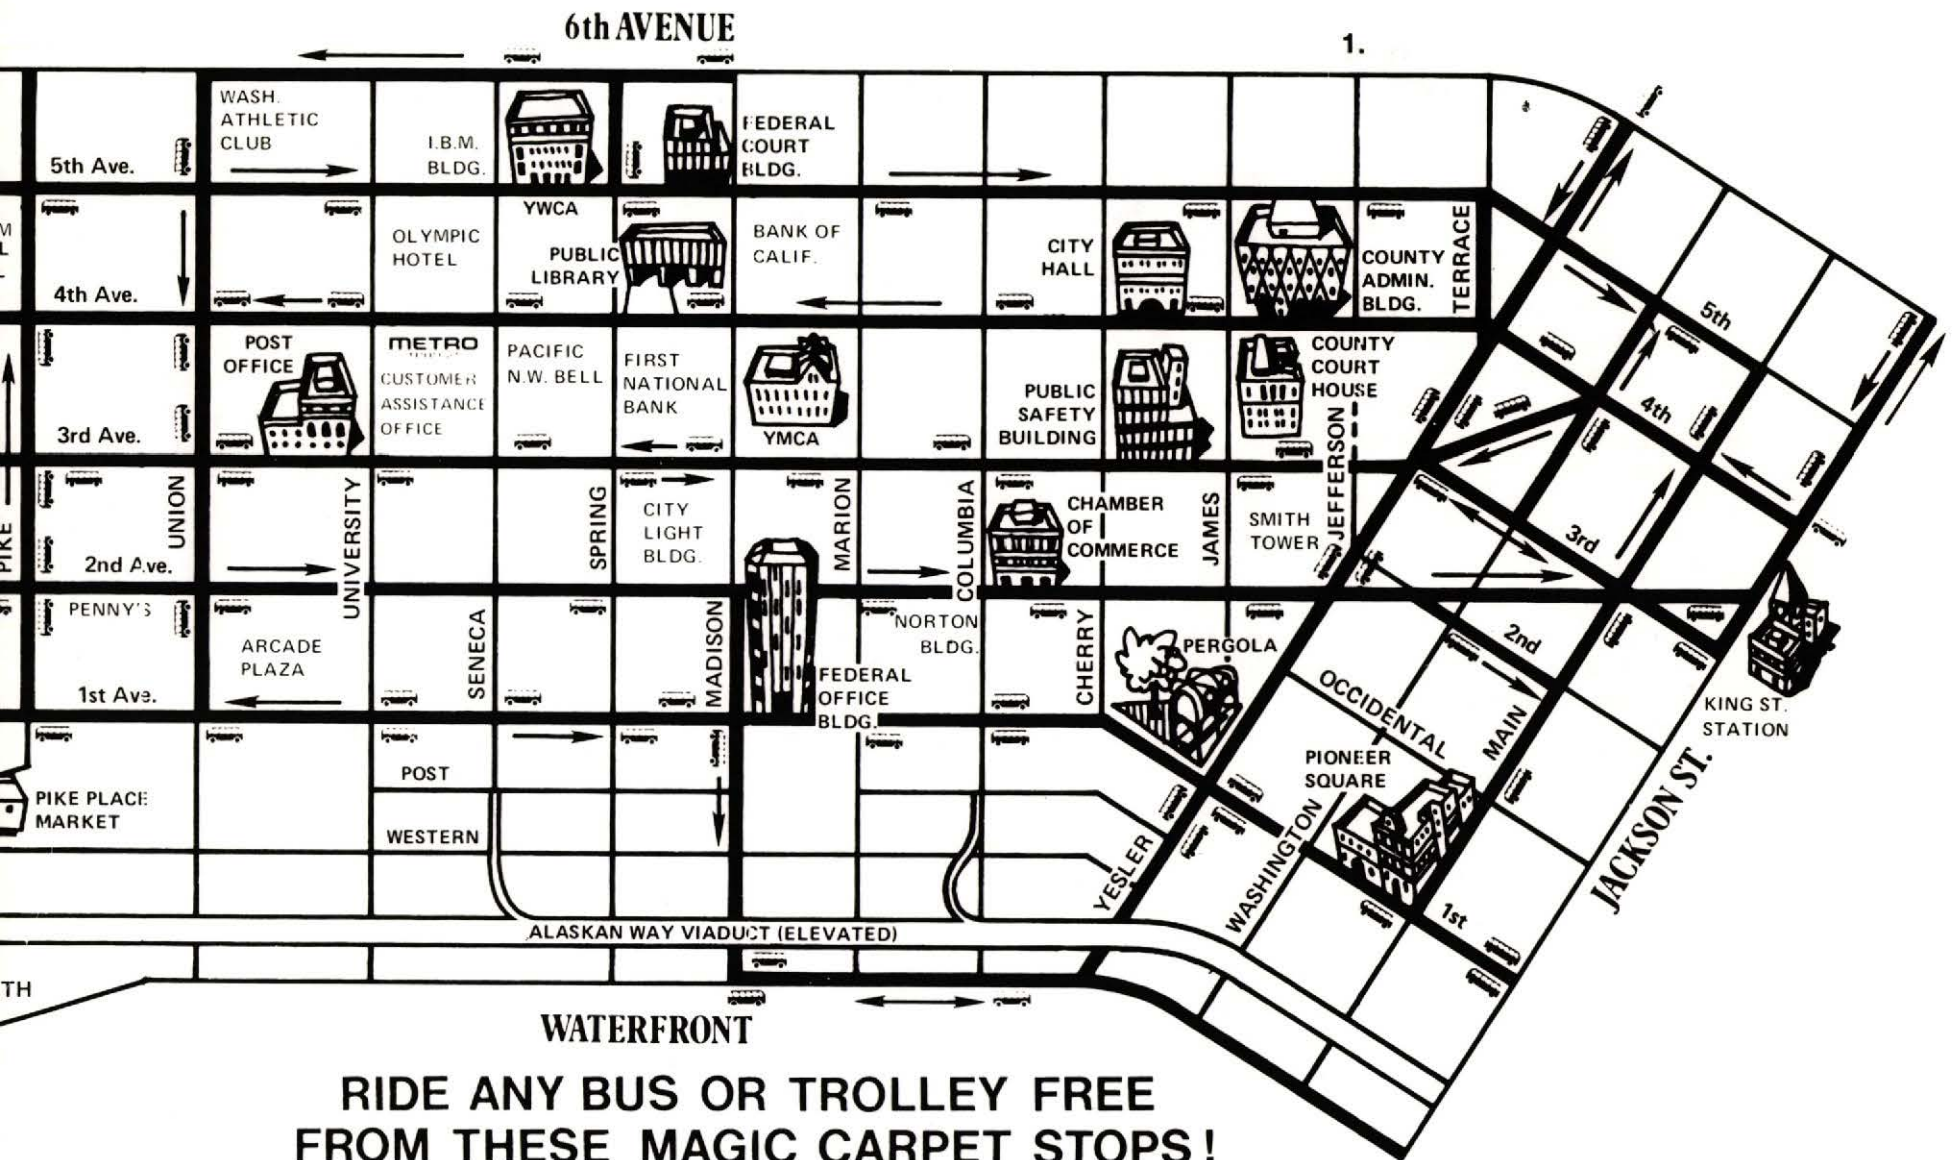 6th AVENUE
1.
WASH.
ATHLETIC
CLUB
I.B.M.
BLDG.
FEDERAL
COURT
BLDG.
5th Ave.
YWCA
OLYMPIC
HOTEL
PUBLIC
LIBRARY
BANK OF
CALIF.
CITY
HALL
COUNTY
ADMIN.
BLDG.
TERRACE
4th Ave.
5th
POST
OFFICE
METRO
CUSTOMER
ASSISTANCE
OFFICE
PACIFIC
N.W. BELL
FIRST
NATIONAL
BANK
YMCA
PUBLIC
SAFETY
BUILDING
COUNTY
COURT
HOUSE
JEFFERSON
4th
3rd Ave.
PIKE
UNION
UNIVERSITY
SPRING
CITY
LIGHT
BLDG.
MARION
COLUMBIA
CHAMBER
OF
COMMERCE
JAMES
SMITH
TOWER
3rd
2nd Ave.
PENNY'S
ARCADE
PLAZA
SENECA
MADISON
NORTON
BLDG.
CHERRY
PERGOLA
2nd
1st Ave.
FEDERAL
OFFICE
BLDG.
OCCIDENTAL
MAIN
KING ST.
STATION
PIONEER
SQUARE
POST
WESTERN
PIKE PLACE
MARKET
YESLER
WASHINGTON
JACKSON ST.
1st
ALASKAN WAY VIADUCT (ELEVATED)
TH
WATERFRONT
RIDE ANY BUS OR TROLLEY FREE
FROM THESE MAGIC CARPET STOPS!